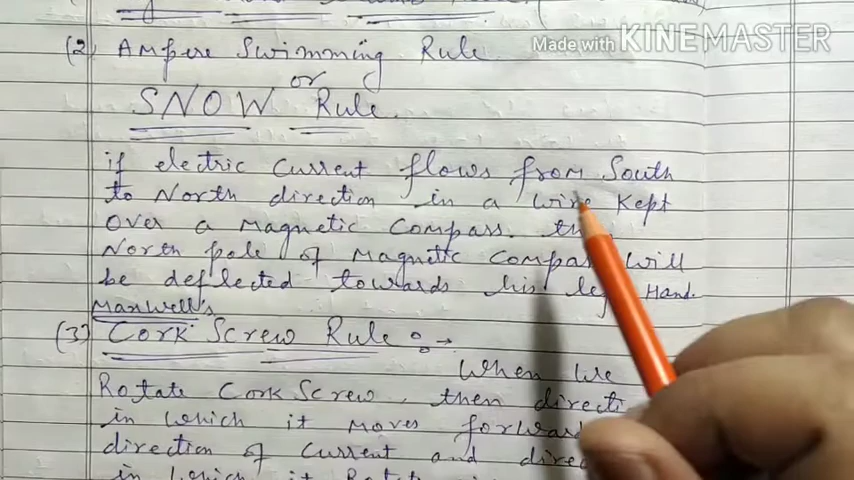 Made with KINEMASTER
(2) Ampere Swimming Rule
or
SNOW Rule.
if electric current flows from South
to North direction in a wire kept
over a magnetic compass. the
North pole of Magnetic Compass will
be deflected towards his left Hand.
Maxwell's
(3) Cork Screw Rule :→
When we
Rotate Cork Screw, then
in which it moves
direction of current and
in which it